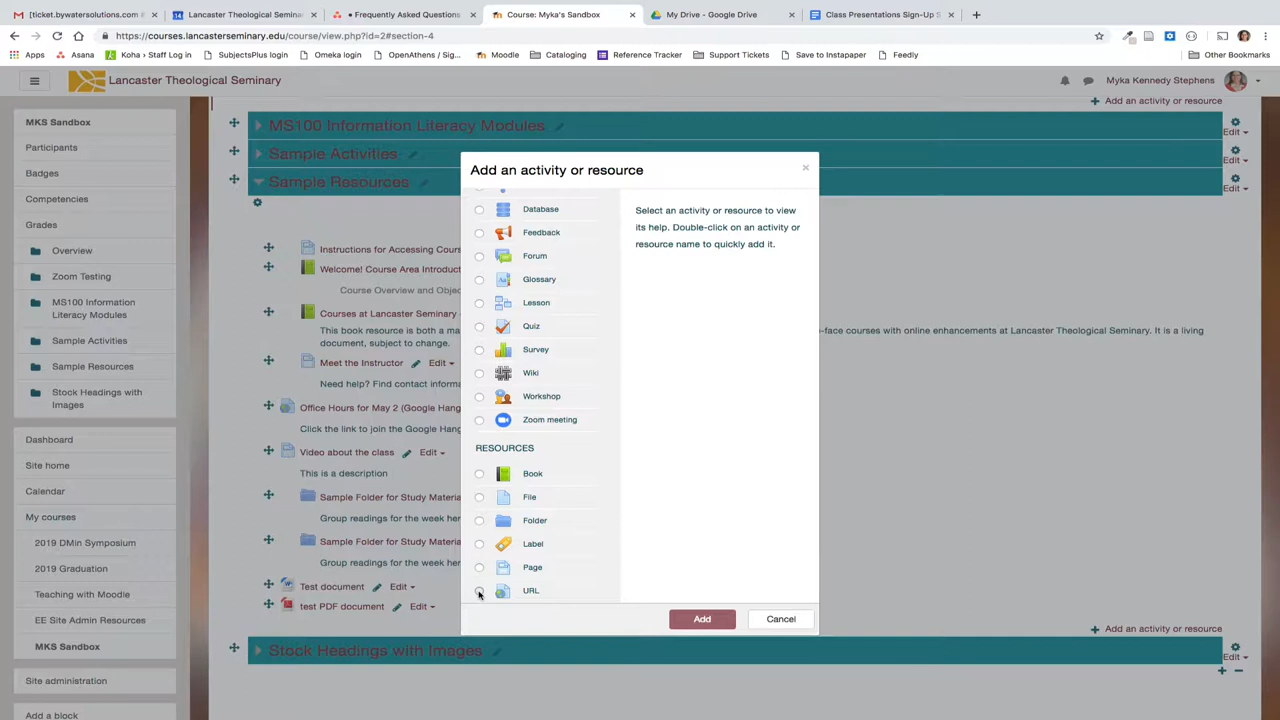 [ticket.bywatersolutions.com #
Lancaster Theological Semina
• Frequently Asked Questions
Course: Myka's Sandbox
My Drive - Google Drive
Class Presentations Sign-Up S
https://courses.lancasterseminary.edu/course/view.php?id=2#section-4
Apps
Asana
Koha › Staff Log in
SubjectsPlus login
Omeka login
OpenAthens / Sig...
Moodle
Cataloging
Reference Tracker
Support Tickets
Save to Instapaper
Feedly
Other Bookmarks
Lancaster Theological Seminary
Myka Kennedy Stephens
MKS Sandbox
Participants
Badges
Competencies
Grades
Overview
Zoom Testing
MS100 Information
Literacy Modules
Sample Activities
Sample Resources
Stock Headings with
Images
Dashboard
Site home
Calendar
My courses
2019 DMin Symposium
2019 Graduation
Teaching with Moodle
EE Site Admin Resources
MKS Sandbox
Site administration
Add a block
Add an activity or resource
MS100 Information Literacy Modules
Edit
Sample Activities
Edit
Sample Resources
Edit
Instructions for Accessing Cours
Welcome! Course Area Introduct
Course Overview and Objec
Courses at Lancaster Seminary
This book resource is both a ma
o-face courses with online enhancements at Lancaster Theological Seminary. It is a living
document, subject to change.
Meet the Instructor
Edit
Need help? Find contact informa
Office Hours for May 2 (Google Hang
Click the link to join the Google Hang
Video about the class
Edit
This is a description
Sample Folder for Study Materia
Group readings for the week her
Sample Folder for Study Materia
Group readings for the week her
Test document
Edit
test PDF document
Edit
Add an activity or resource
Stock Headings with Images
Edit
Add an activity or resource
×
Database
Feedback
Forum
Glossary
Lesson
Quiz
Survey
Wiki
Workshop
Zoom meeting
RESOURCES
Book
File
Folder
Label
Page
URL
Select an activity or resource to view
its help. Double-click on an activity or
resource name to quickly add it.
Add
Cancel